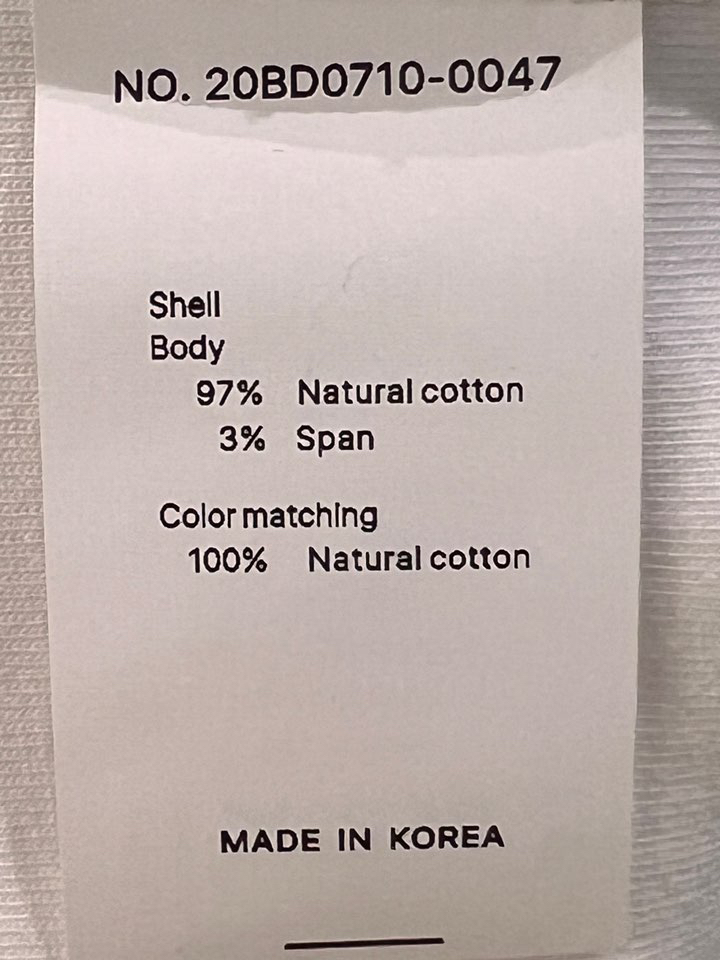 NO. 20BD0710-0047
Shell
Body
97% Natural cotton
3% Span
Color matching
100% Natural cotton
MADE IN KOREA